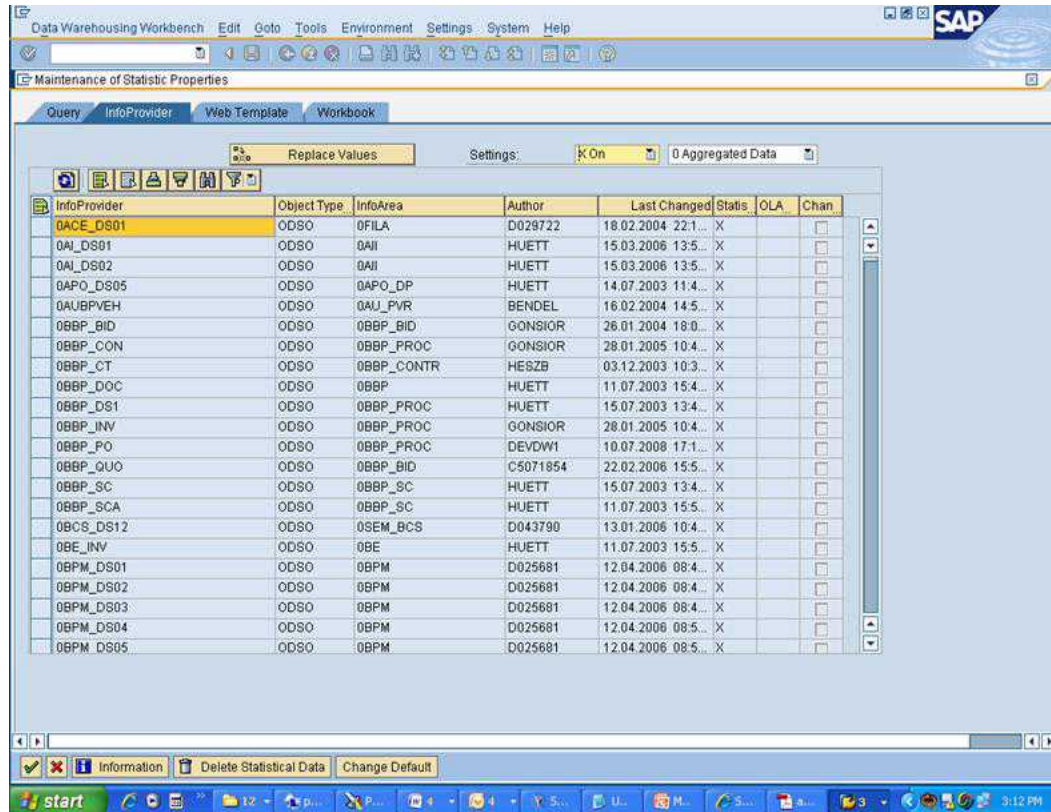 Data Warehousing Workbench Edit Goto Tools Environment Settings System Help
SAP
Maintenance of Statistic Properties
Query InfoProvider Web Template Workbook
Replace Values Settings: X On 0 Aggregated Data
InfoProvider Object Type InfoArea Author Last Changed Statis OLA Chan
0ACE_DS01 ODSO 0FILA D029722 18.02.2004 22:1... X
0AI_DS01 ODSO 0AII HUETT 15.03.2006 13:5... X
0AI_DS02 ODSO 0AII HUETT 15.03.2006 13:5... X
0APO_DS05 ODSO 0APO_DP HUETT 14.07.2003 11:4... X
0AUBPVEH ODSO 0AU_PVR BENDEL 16.02.2004 14:5... X
0BBP_BID ODSO 0BBP_BID GONSIOR 26.01.2004 18:0... X
0BBP_CON ODSO 0BBP_PROC GONSIOR 28.01.2005 10:4... X
0BBP_CT ODSO 0BBP_CONTR HESZB 03.12.2003 10:3... X
0BBP_DOC ODSO 0BBP HUETT 11.07.2003 15:4... X
0BBP_DS1 ODSO 0BBP_PROC HUETT 15.07.2003 13:4... X
0BBP_INV ODSO 0BBP_PROC GONSIOR 28.01.2005 10:4... X
0BBP_PO ODSO 0BBP_PROC DEVDW1 10.07.2008 17:1... X
0BBP_QUO ODSO 0BBP_BID C5071854 22.02.2006 15:5... X
0BBP_SC ODSO 0BBP_SC HUETT 15.07.2003 13:4... X
0BBP_SCA ODSO 0BBP_SC HUETT 11.07.2003 15:5... X
0BCS_DS12 ODSO 0SEM_BCS D043790 13.01.2006 10:4... X
0BE_INV ODSO 0BE HUETT 11.07.2003 15:5... X
0BPM_DS01 ODSO 0BPM D025681 12.04.2006 08:4... X
0BPM_DS02 ODSO 0BPM D025681 12.04.2006 08:4... X
0BPM_DS03 ODSO 0BPM D025681 12.04.2006 08:4... X
0BPM_DS04 ODSO 0BPM D025681 12.04.2006 08:5... X
0BPM_DS05 ODSO 0BPM D025681 12.04.2006 08:5... X
Information Delete Statistical Data Change Default
start 12 p... P... 4 4 S... U... M... S... a... 3 3:12 PM